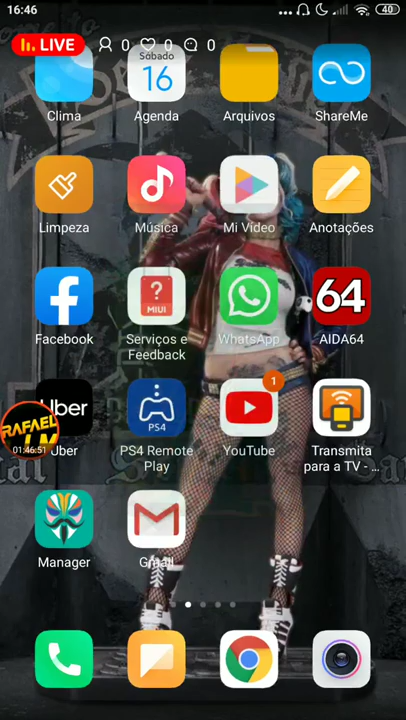 16:46
40
LIVE
0 0 0
Sábado
16
Clima
Agenda
Arquivos
ShareMe
Limpeza
Música
Mi Video
Anotações
?
MIUI
64
Facebook
Serviços e
Feedback
WhatsApp
AIDA64
Uber
PS4
1
RAFAEL
01:46:51
Uber
PS4 Remote
Play
YouTube
Transmita
para a TV - ...
Manager
Gmail